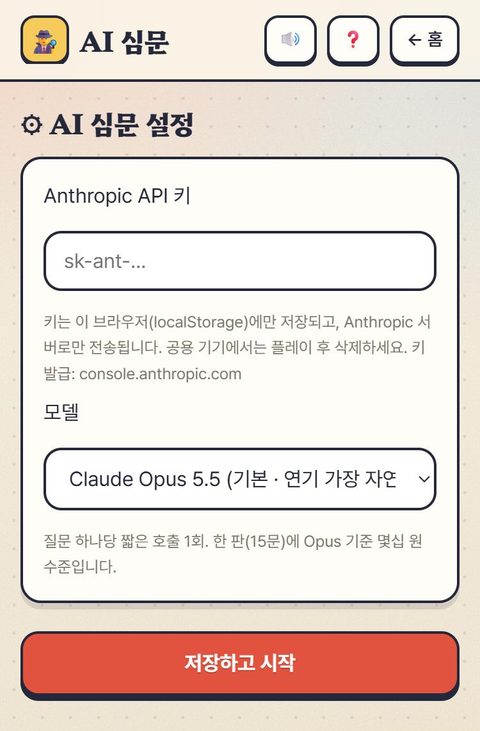 AI 심문
← 홈
AI 심문 설정
Anthropic API 키
sk-ant-...
키는 이 브라우저(localStorage)에만 저장되고, Anthropic 서
버로만 전송됩니다. 공용 기기에서는 플레이 후 삭제하세요. 키
발급: console.anthropic.com
모델
Claude Opus 5.5 (기본 · 연기 가장 자연
질문 하나당 짧은 호출 1회. 한 판(15문)에 Opus 기준 몇십 원
수준입니다.
저장하고 시작